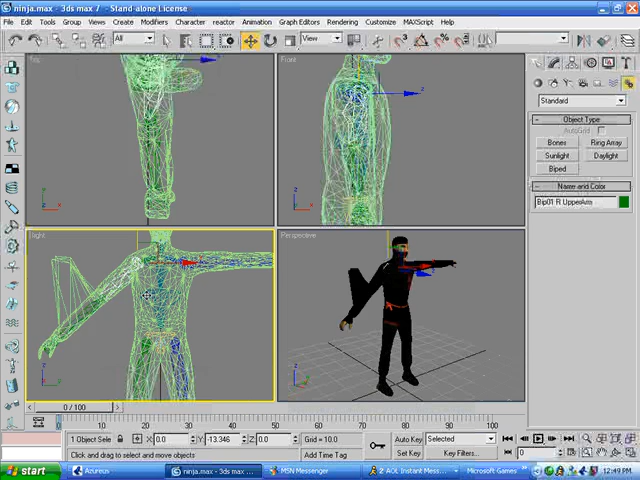 ninja.max - 3ds max 7 - Stand-alone License
File Edit Tools Group Views Create Modifiers Character reactor Animation Graph Editors Rendering Customize MAXScript Help
All
View
Top
Front
Right
Perspective
Standard
Object Type
AutoGrid
Bones Ring Array
Sunlight Daylight
Biped
Name and Color
Bip01 R UpperArm
0 / 100
0 10 20 30 40 50 60 70 80 90 100
1 Object Sele X: 0.0 Y: -13.346 Z: 0.0 Grid = 10.0
Auto Key Selected
Click and drag to select and move objects Add Time Tag
Set Key Key Filters... 0
start Azureus ninja.max - 3ds max ... MSN Messenger 2 AOL Instant Mess... Microsoft Games 12:49 PM